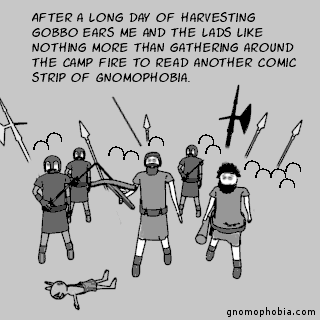 AFTER A LONG DAY OF HARVESTING
GOBBO EARS ME AND THE LADS LIKE
NOTHING MORE THAN GATHERING AROUND
THE CAMP FIRE TO READ ANOTHER COMIC
STRIP OF GNOMOPHOBIA.
gnomophobia.com